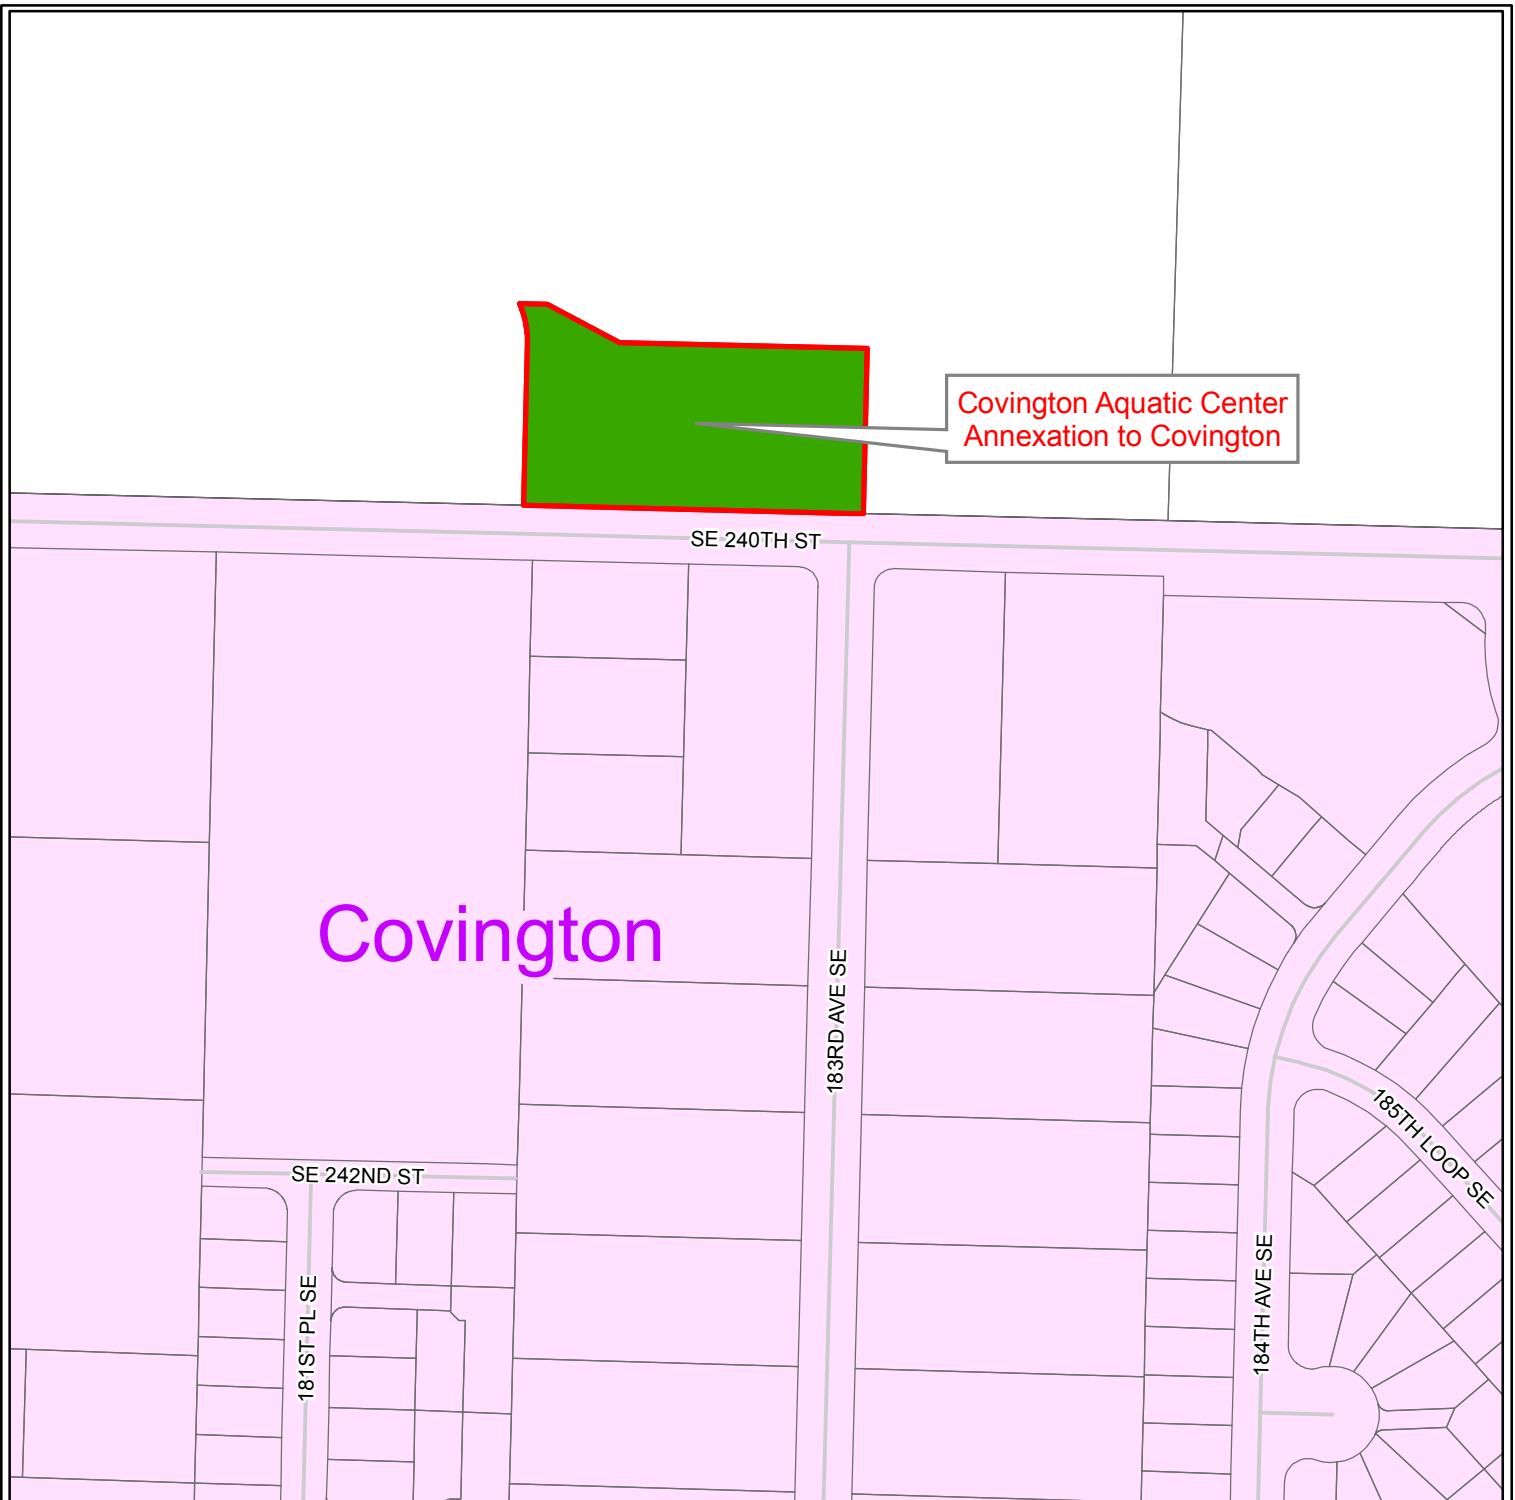 Covington Aquatic Center
Annexation to Covington
SE 240TH ST
Covington
183RD AVE SE
185TH LOOP SE
SE 242ND ST
184TH AVE SE
181ST PL SE